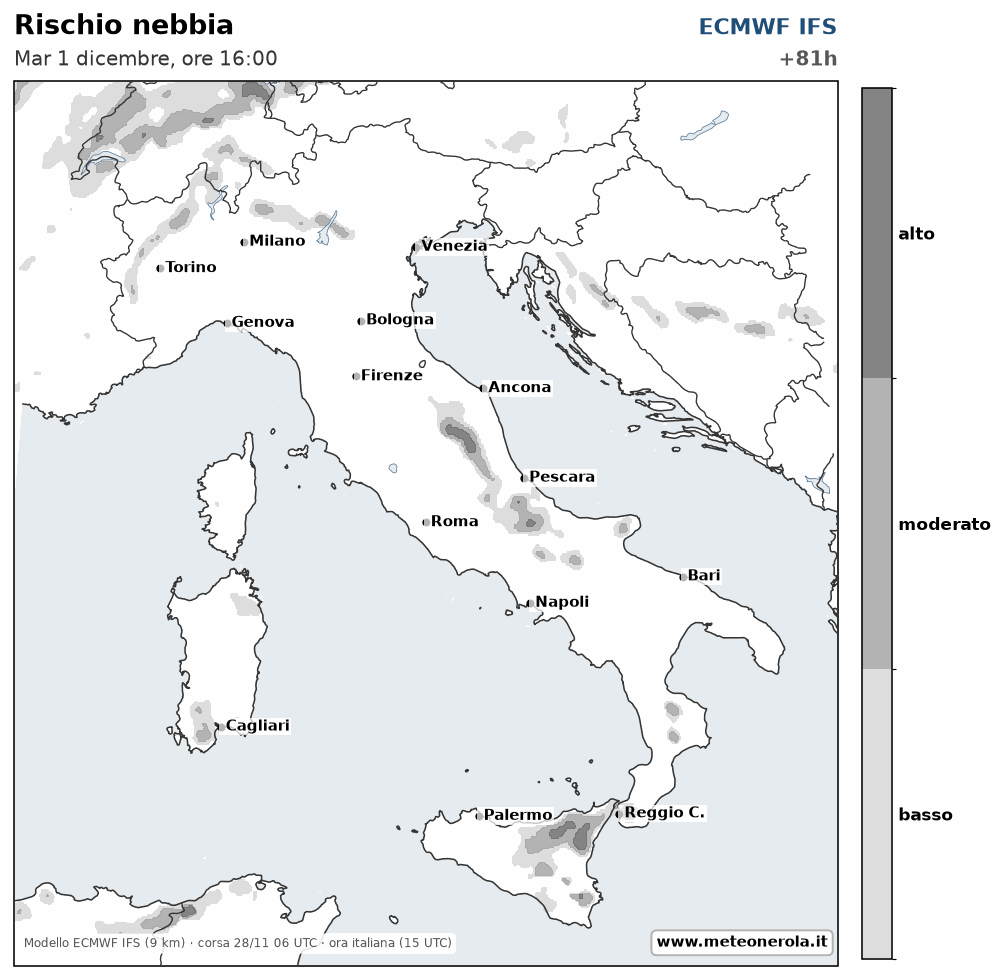 Rischio nebbia
ECMWF IFS
Mar 1 dicembre, ore 16:00
+81h
alto
moderato
basso
Milano
Venezia
Torino
Genova
Bologna
Firenze
Ancona
Pescara
Roma
Bari
Napoli
Cagliari
Palermo
Reggio C.
Modello ECMWF IFS (9 km) · corsa 28/11 06 UTC · ora italiana (15 UTC)
www.meteonerola.it